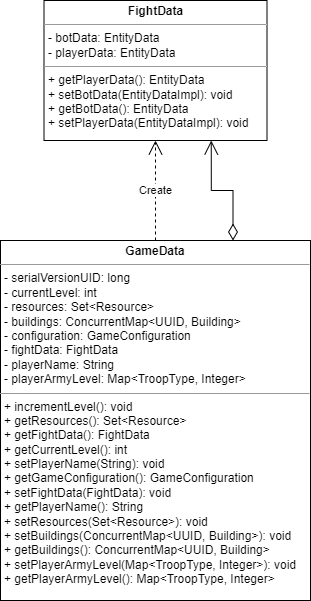 FightData
- botData: EntityData
- playerData: EntityData
+ getPlayerData(): EntityData
+ setBotData(EntityDataImpl): void
+ getBotData(): EntityData
+ setPlayerData(EntityDataImpl): void
Create
GameData
- serialVersionUID: long
- currentLevel: int
- resources: Set<Resource>
- buildings: ConcurrentMap<UUID, Building>
- configuration: GameConfiguration
- fightData: FightData
- playerName: String
- playerArmyLevel: Map<TroopType, Integer>
+ incrementLevel(): void
+ getResources(): Set<Resource>
+ getFightData(): FightData
+ getCurrentLevel(): int
+ setPlayerName(String): void
+ getGameConfiguration(): GameConfiguration
+ setFightData(FightData): void
+ getPlayerName(): String
+ setResources(Set<Resource>): void
+ setBuildings(ConcurrentMap<UUID, Building>): void
+ getBuildings(): ConcurrentMap<UUID, Building>
+ setPlayerArmyLevel(Map<TroopType, Integer>): void
+ getPlayerArmyLevel(): Map<TroopType, Integer>